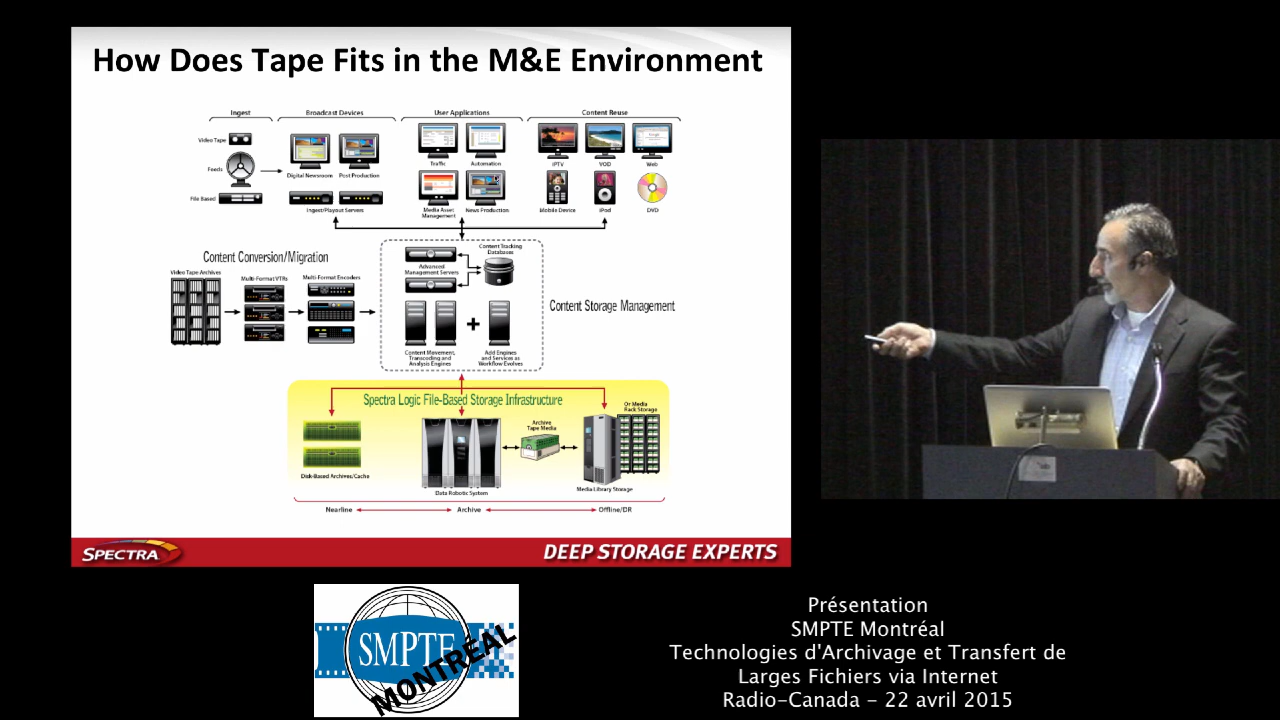 How Does Tape Fits in the M&E Environment
Ingest
Broadcast Devices
User Applications
Content Reuse
Video Tape
Feeds
File Based
Digital Newsroom
Post Production
Ingest/Playout Servers
Traffic
Automation
Media Asset
Management
News Production
IPTV
VOD
Web
Mobile Device
iPod
DVD
Content Conversion/Migration
Video Tape Archives
Multi-Format VTRs
Multi-Format Encoders
Advanced
Management Servers
Content Tracking
Databases
Content Movement,
Transcoding and
Analysis Engines
+
Add Engines
and Services as
Workflow Evolves
Content Storage Management
Spectra Logic File-Based Storage Infrastructure
Disk-Based Archives/Cache
Data Robotic System
Archive
Tape Media
Or Media
Rack Storage
Media Library Storage
Nearline
Archive
Offline/DR
SPECTRA
DEEP STORAGE EXPERTS
SMPTE
MONTRÉAL
Présentation
SMPTE Montréal
Technologies d'Archivage et Transfert de
Larges Fichiers via Internet
Radio-Canada - 22 avril 2015